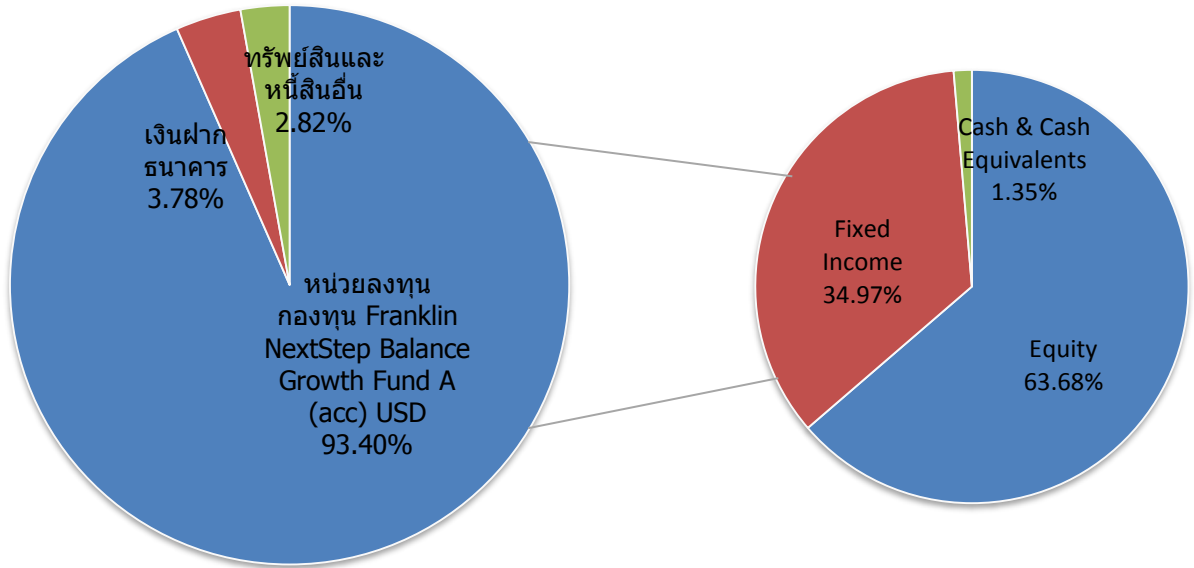 ทรัพย์สินและ
หนี้สินอื่น
2.82%
เงินฝาก
ธนาคาร
3.78%
หน่วยลงทุน
กองทุน Franklin
NextStep Balance
Growth Fund A
(acc) USD
93.40%
Cash & Cash
Equivalents
1.35%
Fixed
Income
34.97%
Equity
63.68%